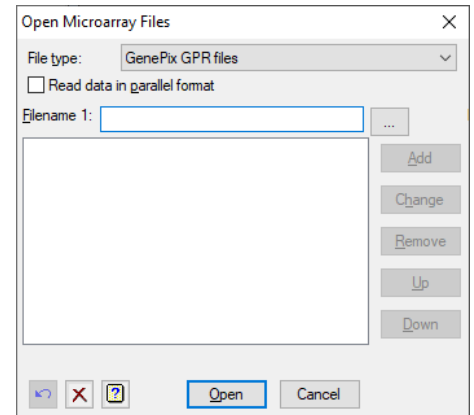 Open Microarray Files
File type: GenePix GPR files
Read data in parallel format
Filename 1:
...
Add
Change
Remove
Up
Down
Open Cancel